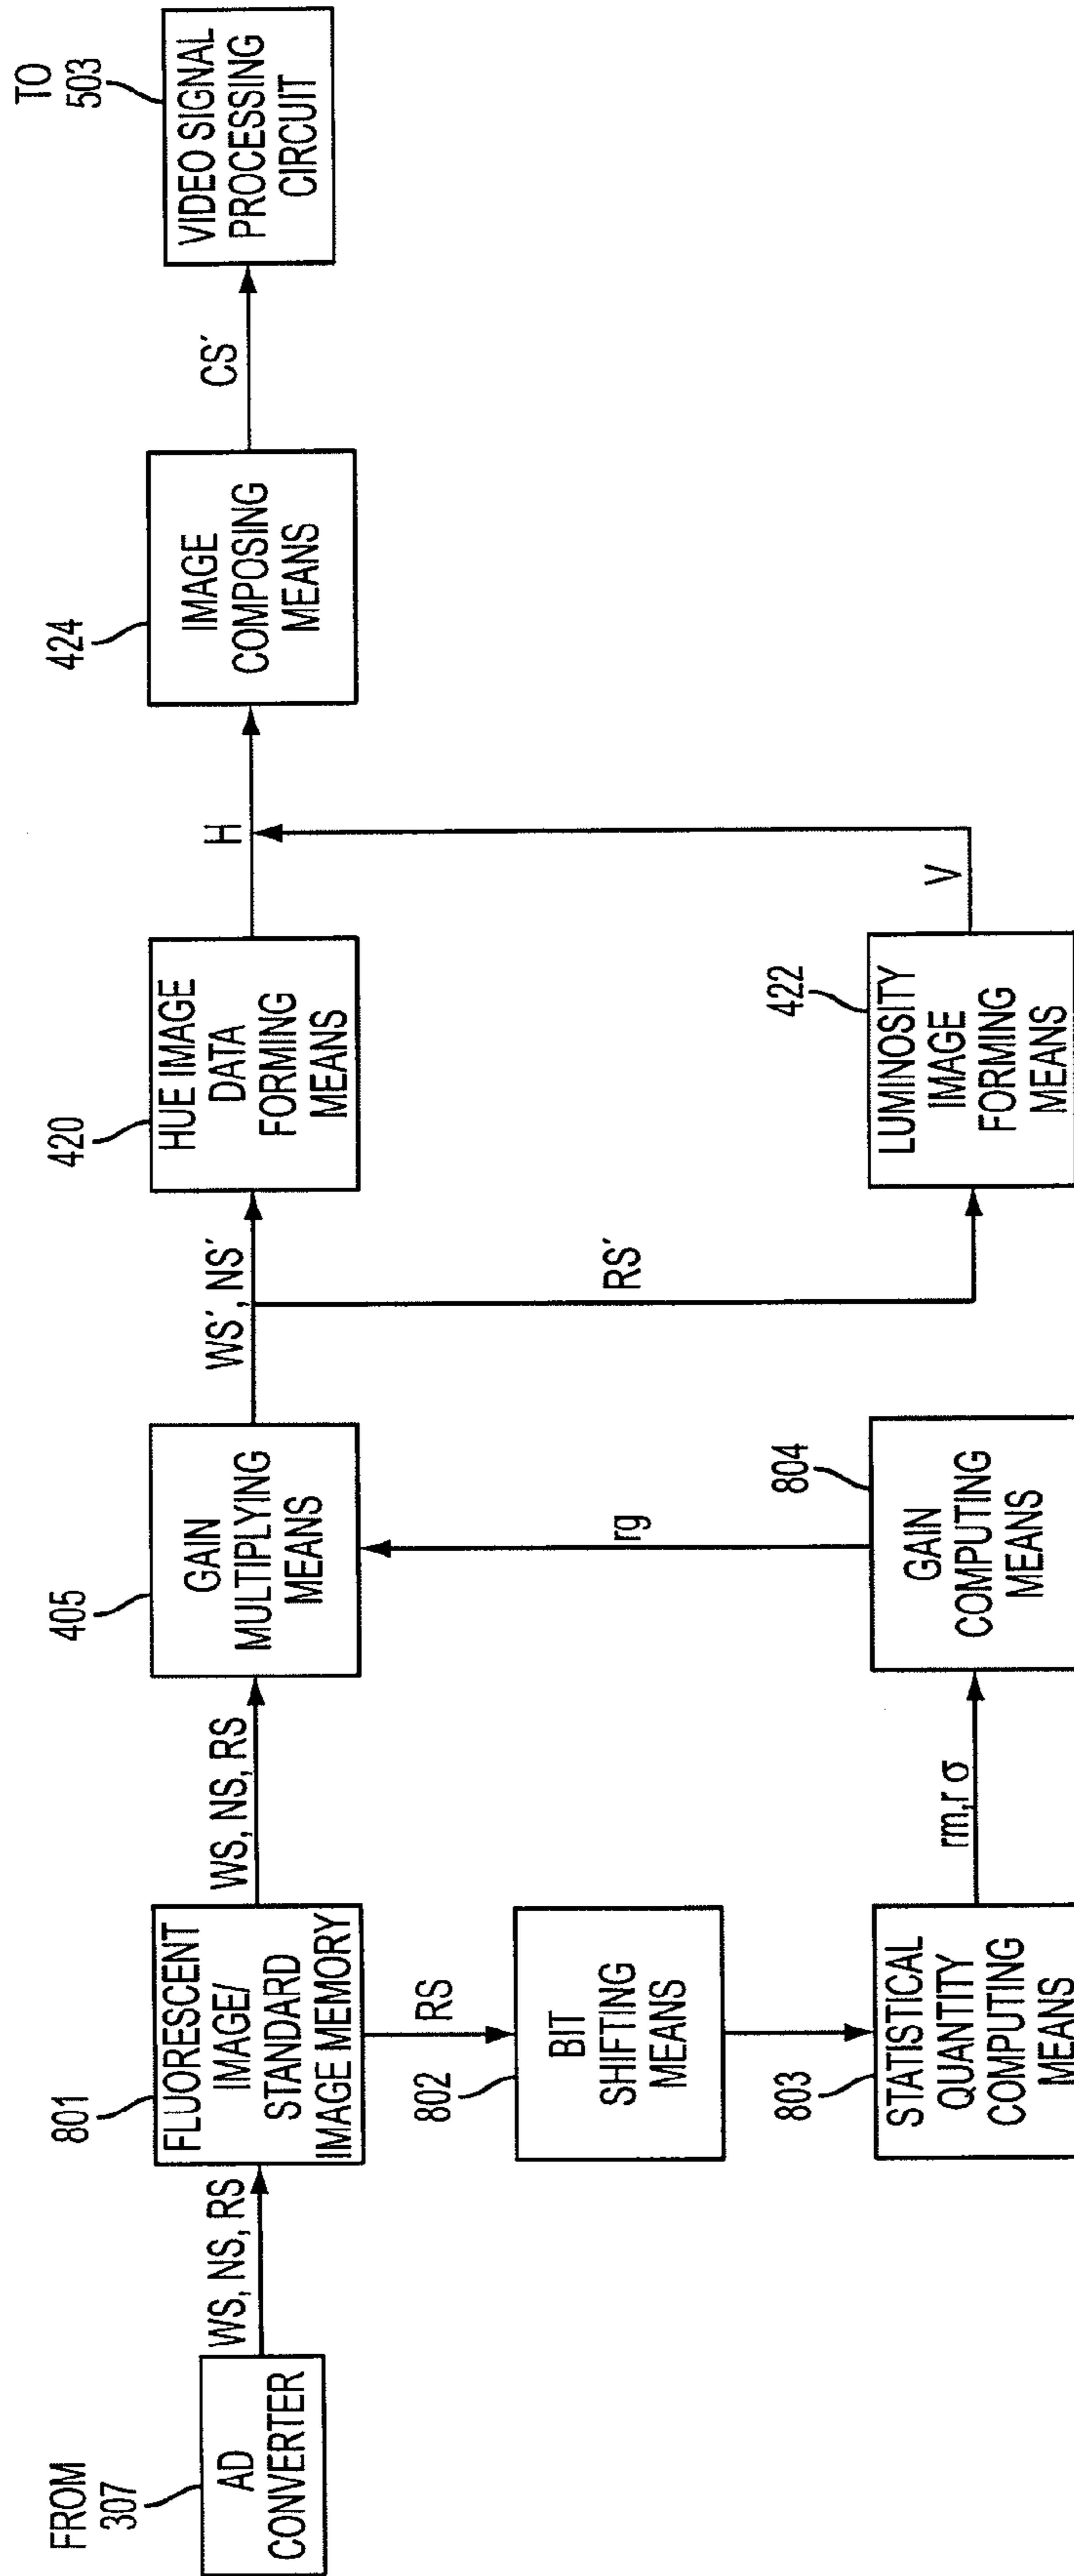 FROM
307
AD
CONVERTER
WS, NS, RS
801
FLUORESCENT
IMAGE/
STANDARD
IMAGE MEMORY
WS, NS, RS
RS
802
BIT
SHIFTING
MEANS
803
STATISTICAL
QUANTITY
COMPUTING
MEANS
rm,r σ
804
GAIN
COMPUTING
MEANS
rg
405
GAIN
MULTIPLYING
MEANS
WS', NS'
RS'
420
HUE IMAGE
DATA
FORMING
MEANS
H
422
LUMINOSITY
IMAGE
FORMING
MEANS
V
424
IMAGE
COMPOSING
MEANS
CS'
TO
503
VIDEO SIGNAL
PROCESSING
CIRCUIT